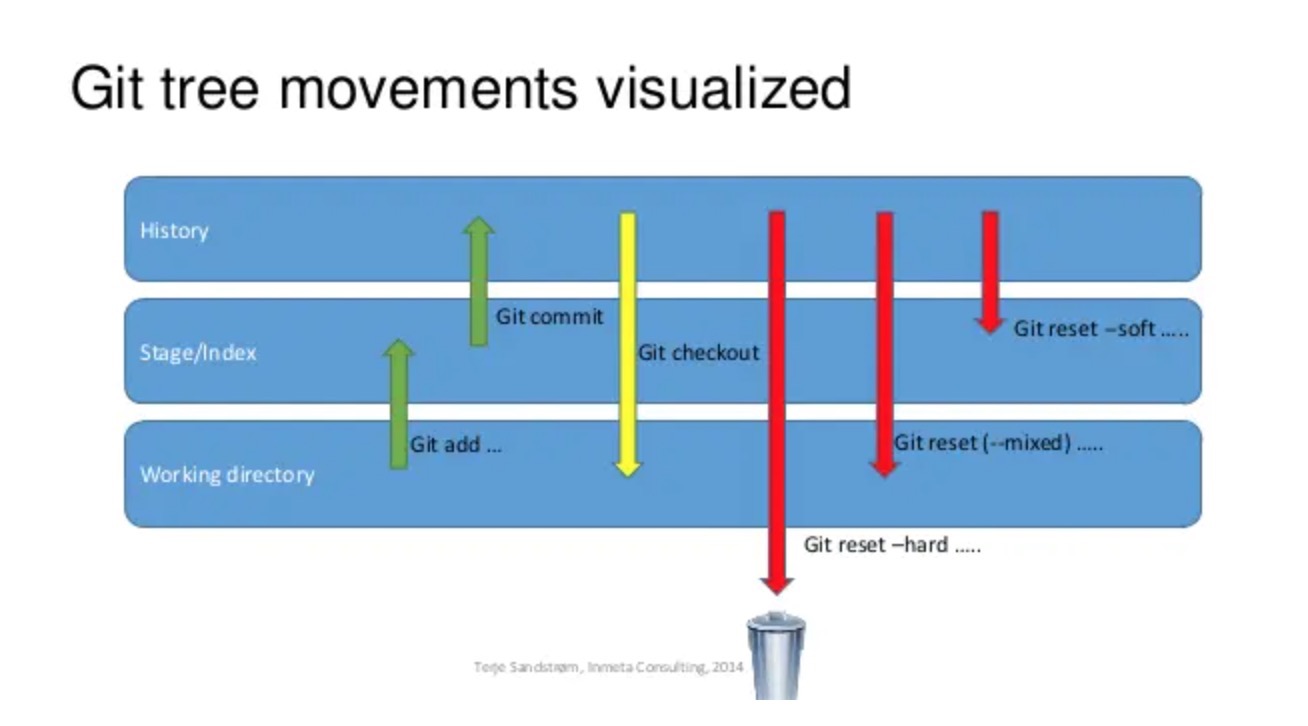 Git tree movements visualized
History
Git commit
Git reset –soft .....
Stage/Index
Git checkout
Git add ...
Git reset (--mixed) .....
Working directory
Git reset –hard .....
Terje Sandstrøm, Inmeta Consulting, 2014